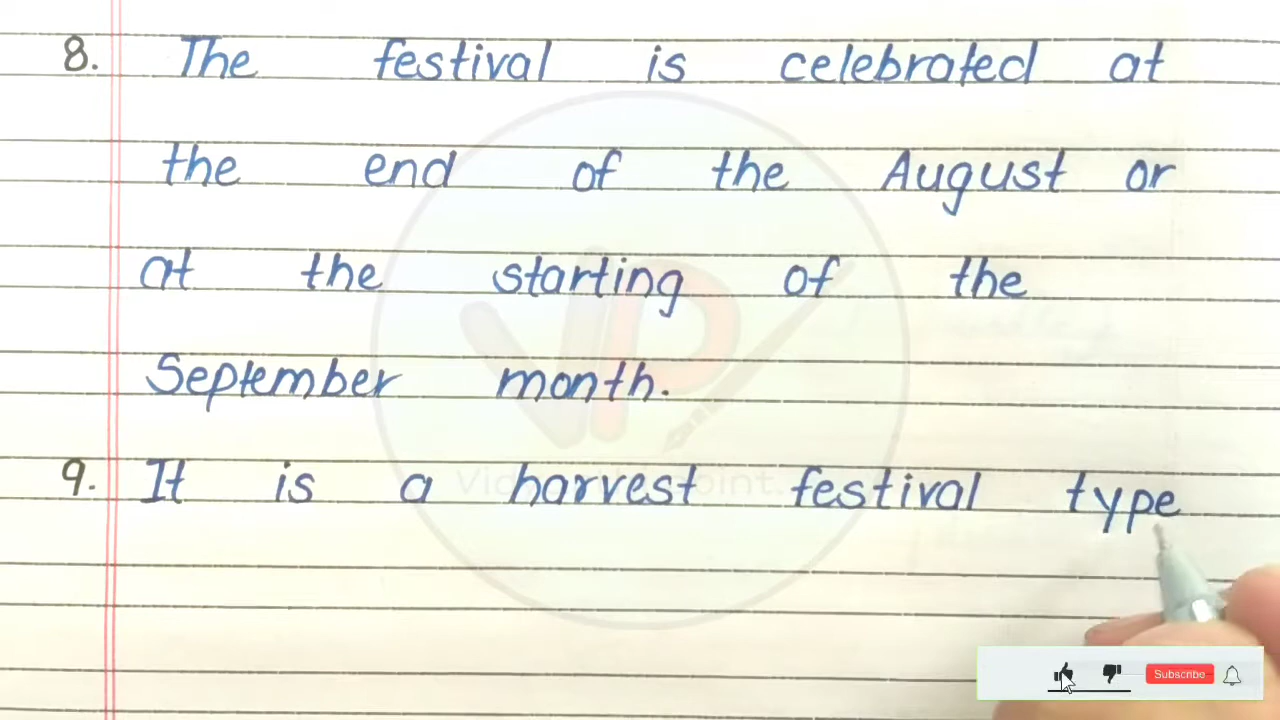 8. The festival is celebrated at
the end of the August or
at the starting of the
September month.
9. It is a harvest festival type
Subscribe